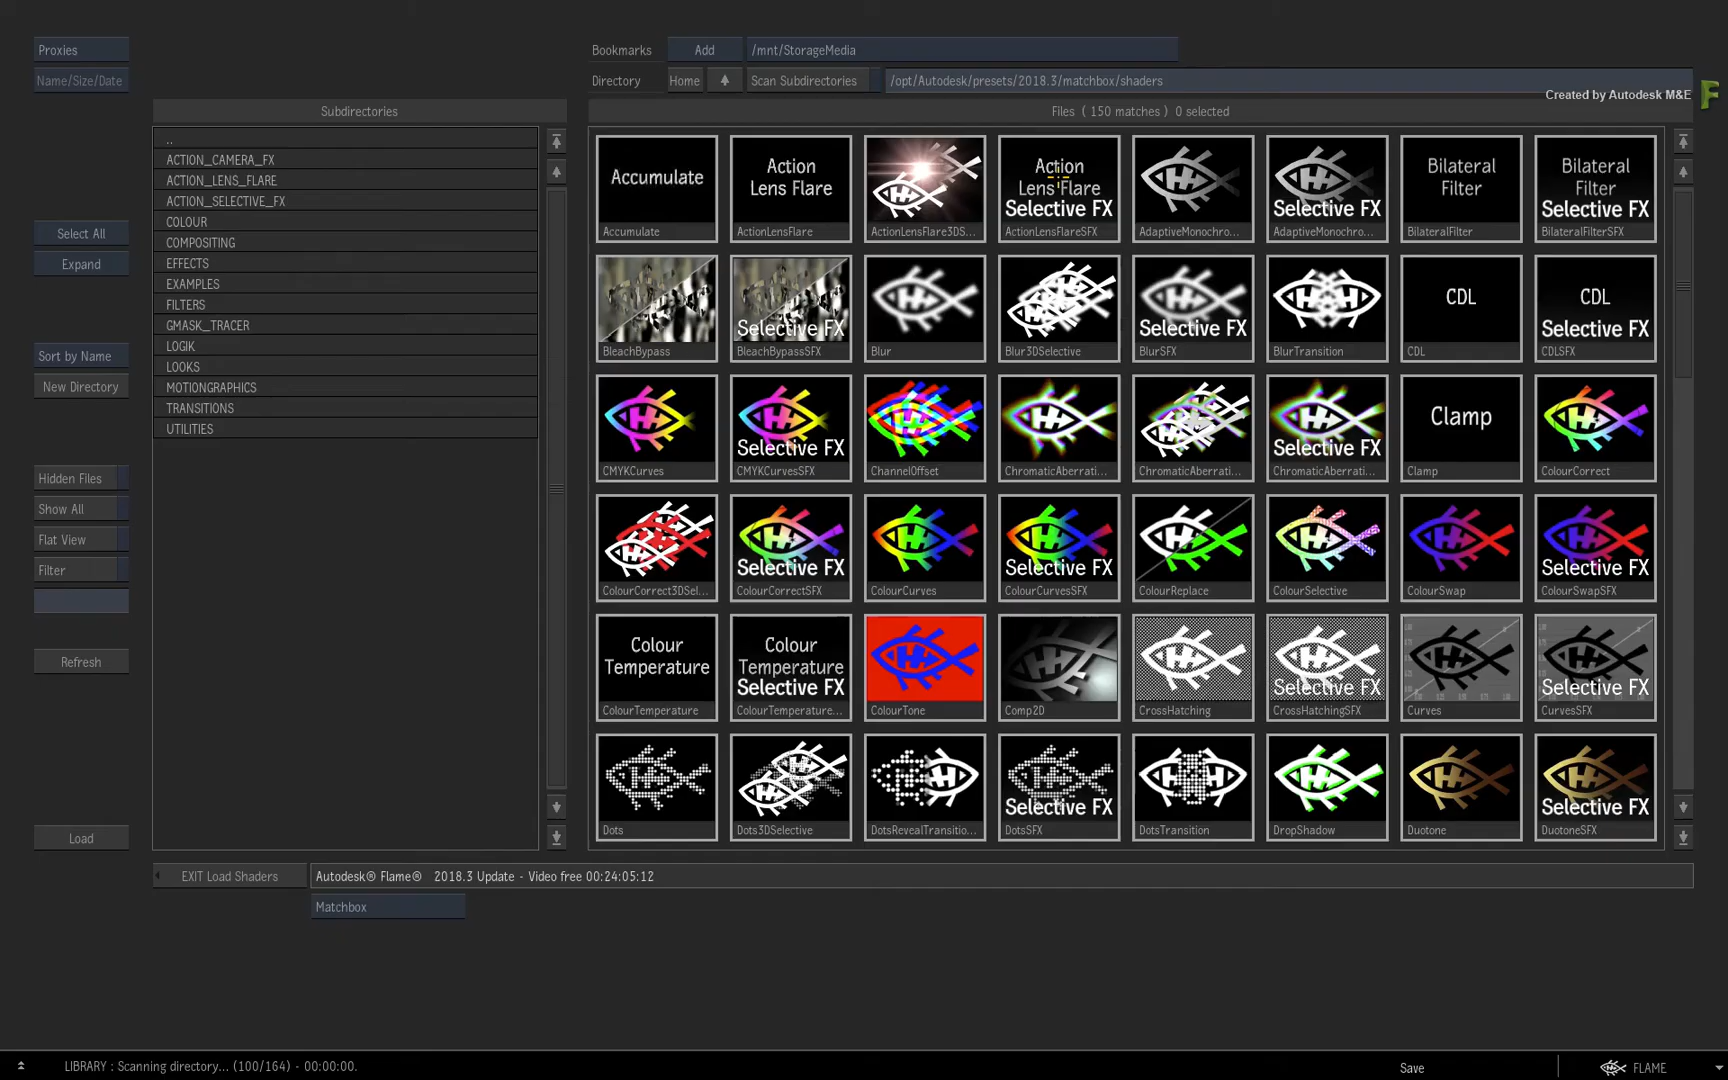 Proxies
Name/Size/Date
Bookmarks Add /mnt/StorageMedia
Directory Home Scan Subdirectories /opt/Autodesk/presets/2018.3/matchbox/shaders
Created by Autodesk M&E
Subdirectories
Files ( 150 matches ) 0 selected
..
ACTION_CAMERA_FX
ACTION_LENS_FLARE
ACTION_SELECTIVE_FX
COLOUR
COMPOSITING
EFFECTS
EXAMPLES
FILTERS
GMASK_TRACER
LOGIK
LOOKS
MOTIONGRAPHICS
TRANSITIONS
UTILITIES
Select All
Expand
Sort by Name
New Directory
Hidden Files
Show All
Flat View
Filter
Refresh
Load
Accumulate
Accumulate
Action
Lens Flare
ActionLensFlare
ActionLensFlare3DS...
Action
Lens Flare
Selective FX
ActionLensFlareSFX
AdaptiveMonochro...
Selective FX
AdaptiveMonochro...
Bilateral
Filter
BilateralFilter
Bilateral
Filter
Selective FX
BilateralFilterSFX
BleachBypass
Selective FX
BleachBypassSFX
Blur
Blur3DSelective
Selective FX
BlurSFX
BlurTransition
CDL
CDL
CDL
Selective FX
CDLSFX
CMYKCurves
Selective FX
CMYKCurvesSFX
ChannelOffset
ChromaticAberrati...
ChromaticAberrati...
Selective FX
ChromaticAberrati...
Clamp
Clamp
ColourCorrect
ColourCorrect3DSel...
Selective FX
ColourCorrectSFX
ColourCurves
Selective FX
ColourCurvesSFX
ColourReplace
Selective FX
ColourSelective
ColourSwap
Selective FX
ColourSwapSFX
Colour
Temperature
ColourTemperature
Colour
Temperature
Selective FX
ColourTemperature...
ColourTone
Comp2D
CrossHatching
Selective FX
CrossHatchingSFX
Curves
Selective FX
CurvesSFX
Dots
Dots3DSelective
DotsRevealTransitio...
Selective FX
DotsSFX
DotsTransition
DropShadow
Duotone
Selective FX
DuotoneSFX
EXIT Load Shaders
Autodesk® Flame® 2018.3 Update - Video free 00:24:05:12
Matchbox
LIBRARY : Scanning directory... (100/164) - 00:00:00.
Save
FLAME